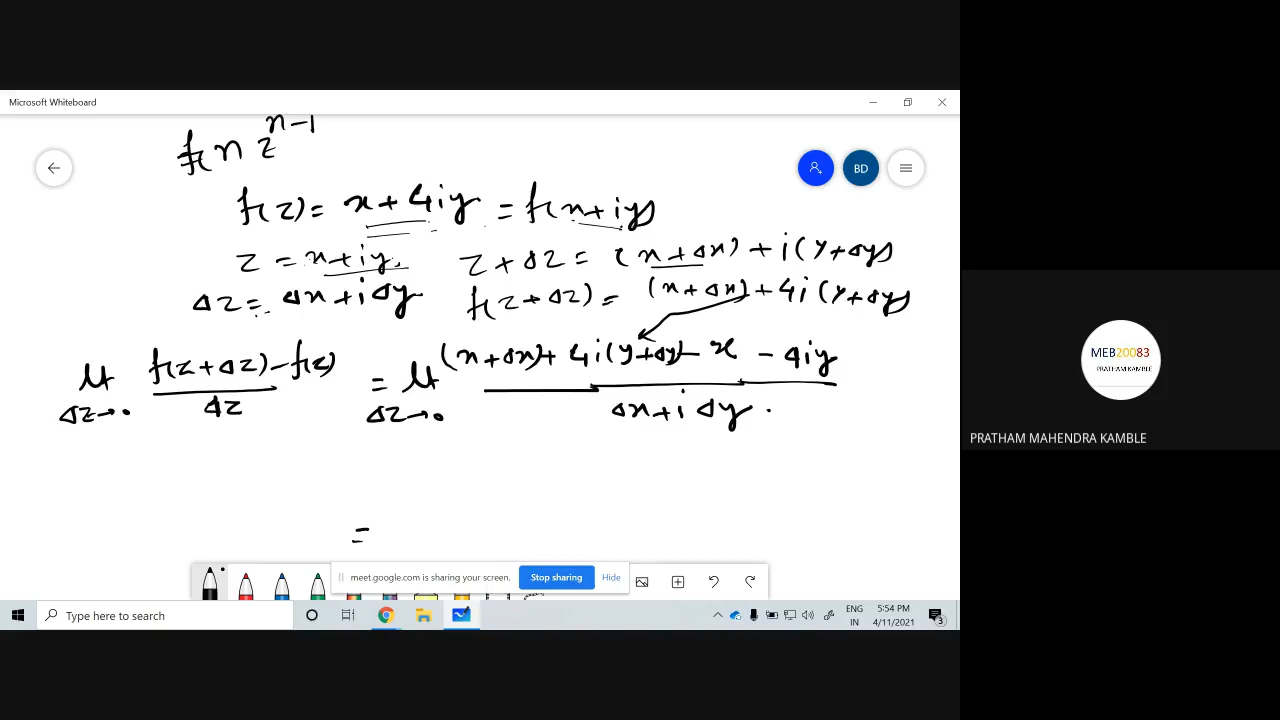 Microsoft Whiteboard
f(n z^{n-1}
BD
f(z) = x + 4iy = f(x + iy)
z = x + iy, z + Δz = (x + Δx) + i(y + Δy)
Δz = Δx + iΔy f(z + Δz) = (x + Δx) + 4i(y + Δy)
Lt Δz→0 f(z + Δz) - f(z) / Δz = Lt Δz→0 (x + Δx) + 4i(y + Δy) - x - 4iy / Δx + iΔy .
=
meet.google.com is sharing your screen. Stop sharing Hide
Type here to search
ENG IN 5:54 PM 4/11/2021 3
MEB20083
PRATHAM KAMBLE
PRATHAM MAHENDRA KAMBLE